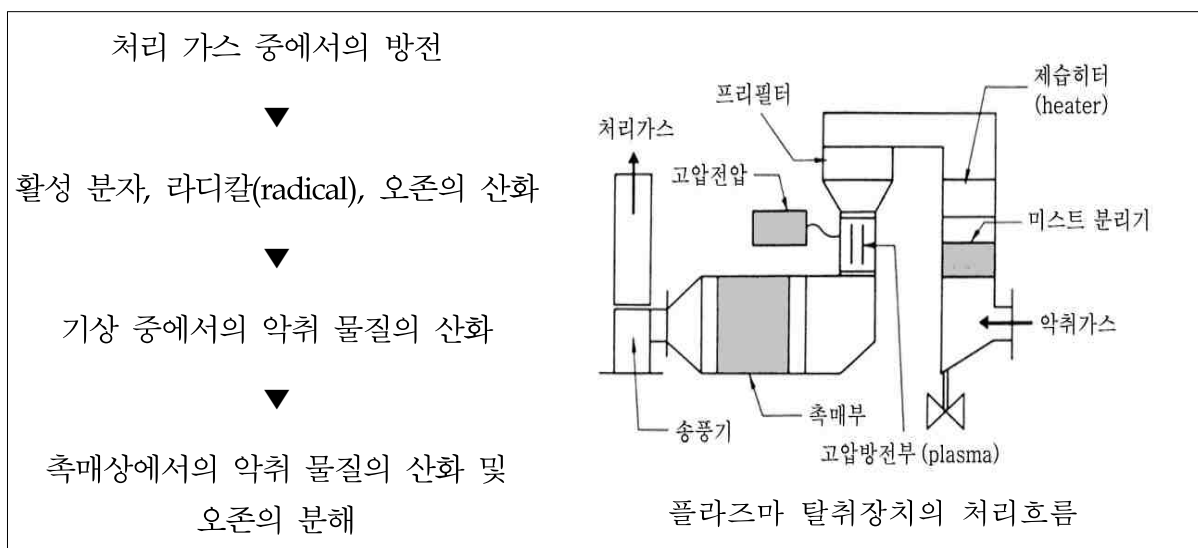 처리 가스 중에서의 방전
▼
활성 분자, 라디칼(radical), 오존의 산화
▼
기상 중에서의 악취 물질의 산화
▼
촉매상에서의 악취 물질의 산화 및
오존의 분해
제습히터
(heater)
프리필터
처리가스
고압전압
미스트 분리기
악취가스
촉매부
송풍기
고압방전부 (plasma)
플라즈마 탈취장치의 처리흐름